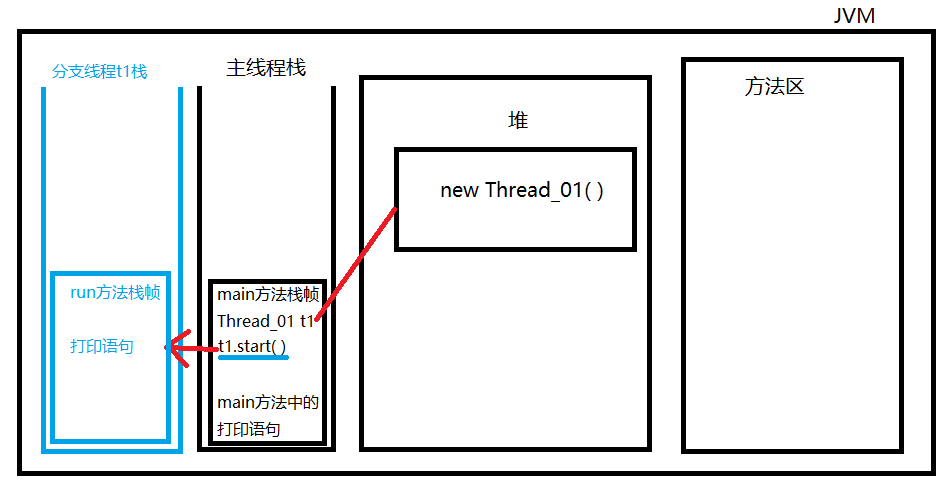 JVM
分支线程t1栈
主线程栈
堆
方法区
new Thread_01( )
run方法栈帧
打印语句
main方法栈帧
Thread_01 t1
t1.start( )
main方法中的
打印语句